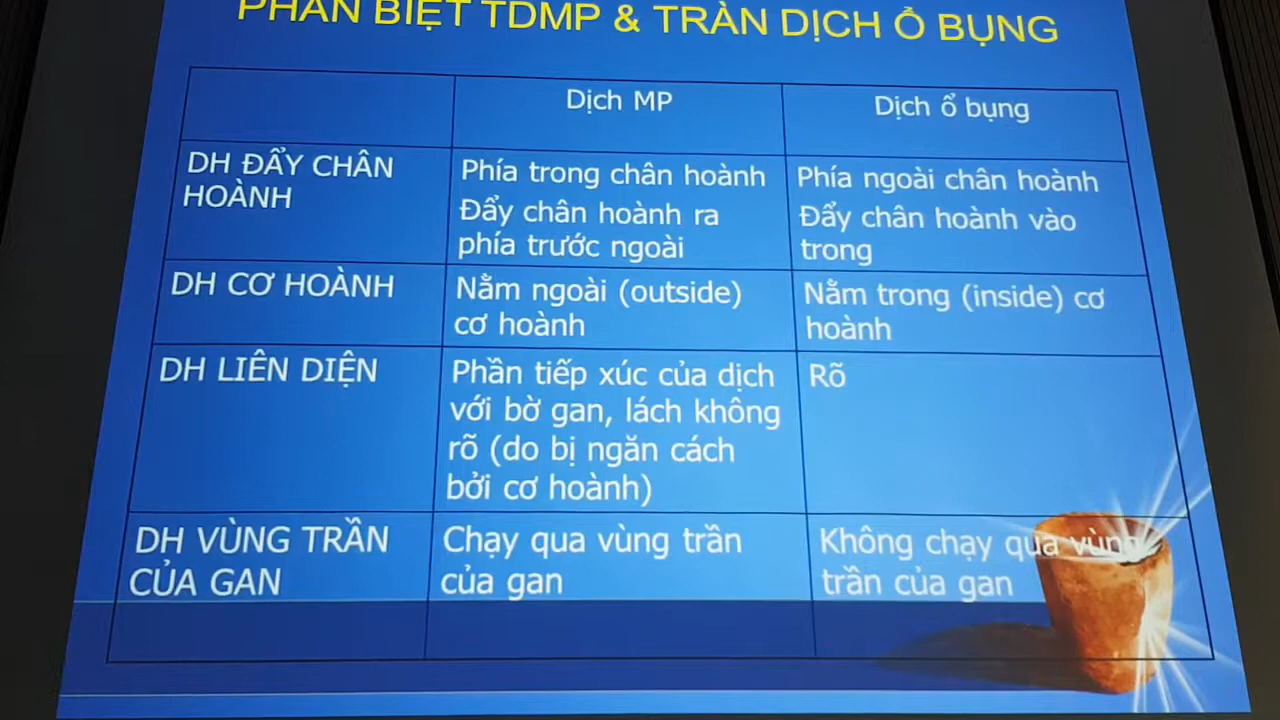 PHÂN BIỆT TDMP & TRÀN DỊCH Ổ BỤNG
Dịch MP
Dịch ổ bụng
DH ĐẨY CHÂN
HOÀNH
Phía trong chân hoành
Đẩy chân hoành ra
phía trước ngoài
Phía ngoài chân hoành
Đẩy chân hoành vào
trong
DH CƠ HOÀNH
Nằm ngoài (outside)
cơ hoành
Nằm trong (inside) cơ
hoành
DH LIÊN DIỆN
Phần tiếp xúc của dịch
với bờ gan, lách không
rõ (do bị ngăn cách
bởi cơ hoành)
Rõ
DH VÙNG TRẦN
CỦA GAN
Chạy qua vùng trần
của gan
Không chạy qua vùng
trần của gan